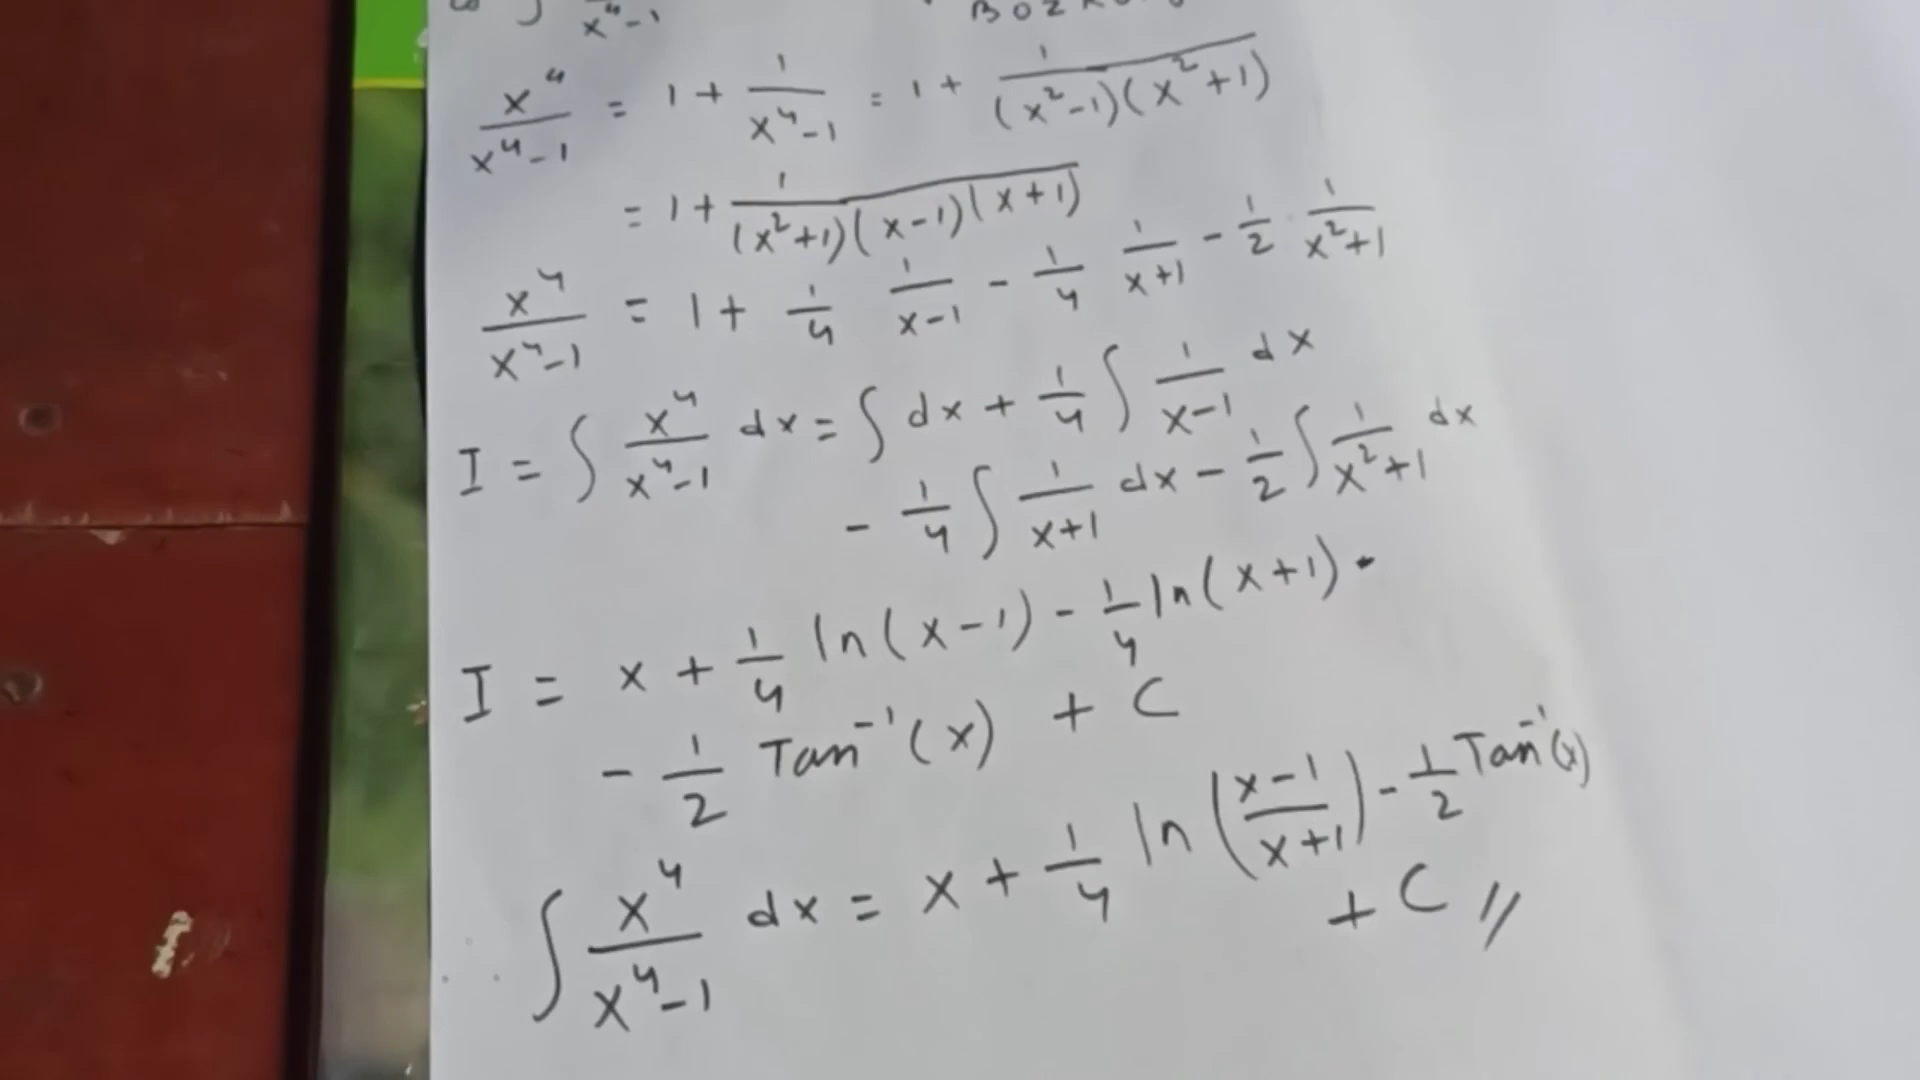 ∫ x⁴-1
x⁴/(x⁴-1) = 1 + 1/(x⁴-1) = 1 + 1/((x²-1)(x²+1))
= 1 + 1/((x²+1)(x-1)(x+1))
x⁴/(x⁴-1) = 1 + 1/4 1/(x-1) - 1/4 1/(x+1) - 1/2 · 1/(x²+1)
I = ∫ x⁴/(x⁴-1) dx = ∫ dx + 1/4 ∫ 1/(x-1) dx
- 1/4 ∫ 1/(x+1) dx - 1/2 ∫ 1/(x²+1) dx
I = x + 1/4 ln(x-1) - 1/4 ln(x+1) -
- 1/2 Tan⁻¹(x) + C
∫ x⁴/(x⁴-1) dx = x + 1/4 ln((x-1)/(x+1)) - 1/2 Tan⁻¹(x)
+ C //